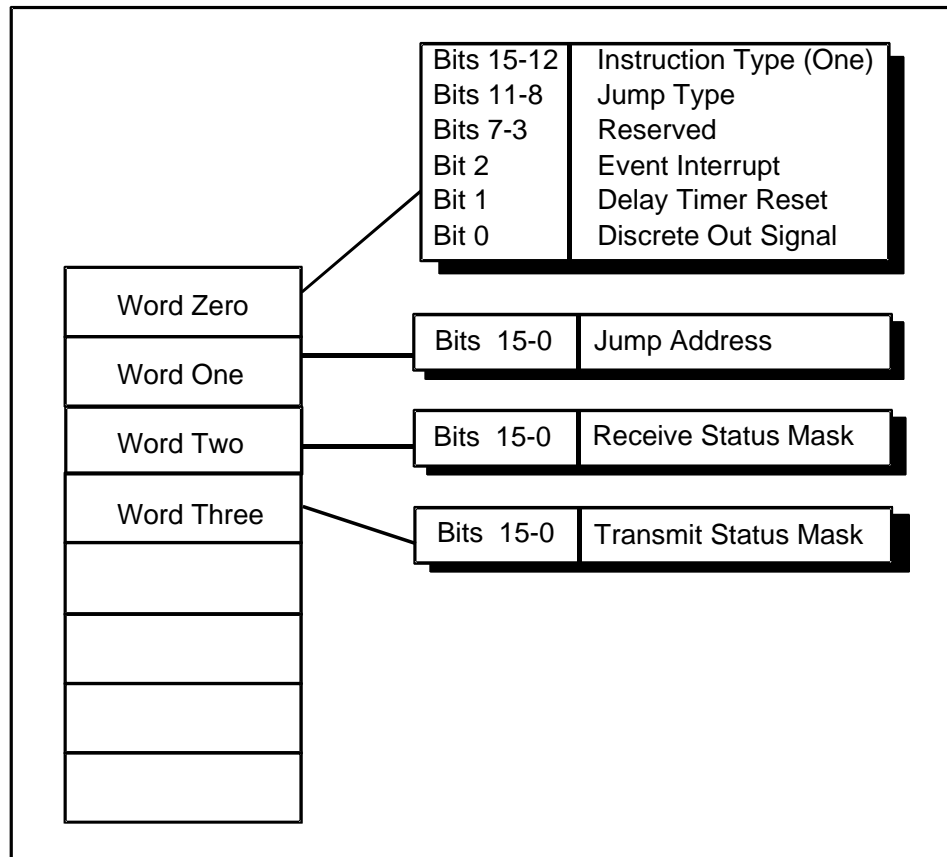 Bits 15-12 Instruction Type (One)
Bits 11-8 Jump Type
Bits 7-3 Reserved
Bit 2 Event Interrupt
Bit 1 Delay Timer Reset
Bit 0 Discrete Out Signal
Word Zero
Bits 15-0 Jump Address
Word One
Bits 15-0 Receive Status Mask
Word Two
Word Three
Bits 15-0 Transmit Status Mask